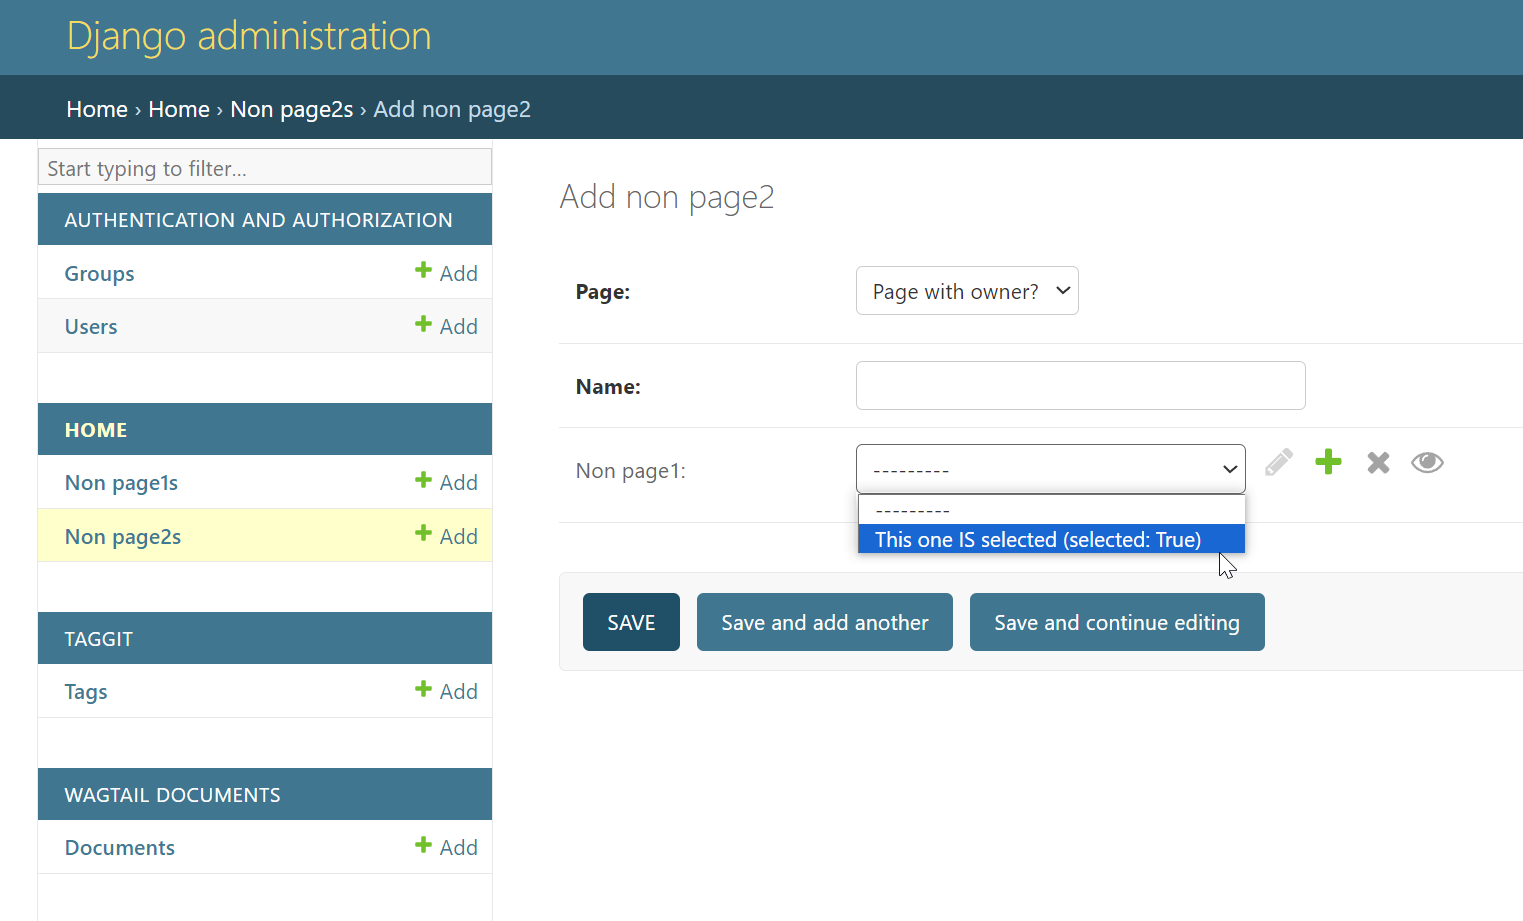 Django administration
Home › Home › Non page2s › Add non page2
Start typing to filter...
AUTHENTICATION AND AUTHORIZATION
Groups Add
Users Add
HOME
Non page1s Add
Non page2s Add
TAGGIT
Tags Add
WAGTAIL DOCUMENTS
Documents Add
Add non page2
Page: Page with owner?
Name:
Non page1: ---------
---------
This one IS selected (selected: True)
SAVE Save and add another Save and continue editing